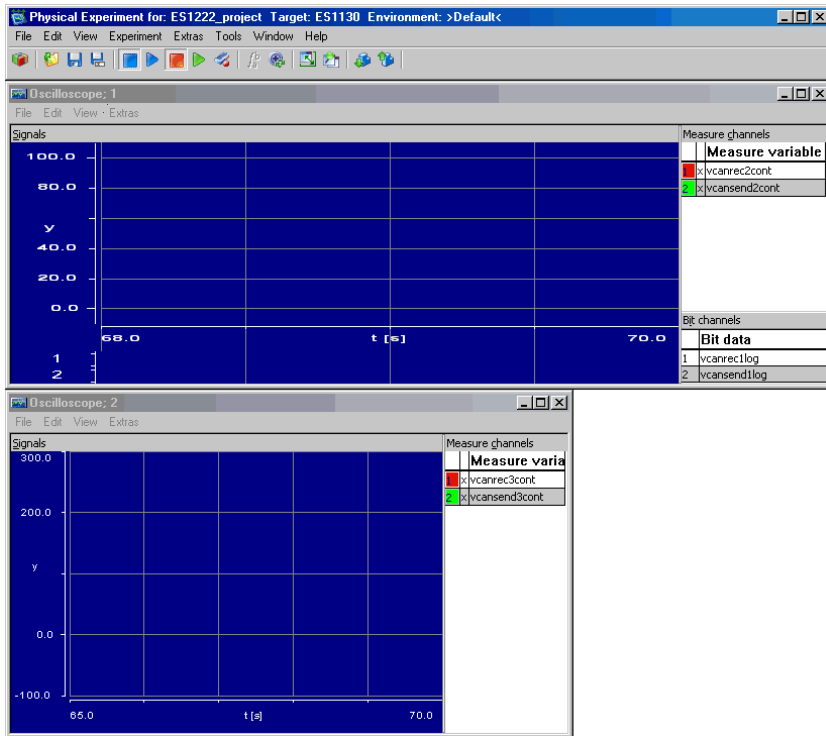 Physical Experiment for: ES1222_project Target: ES1130 Environment: >Default<
File Edit View Experiment Extras Tools Window Help
Oscilloscope; 1
File Edit View Extras
Signals
Measure channels
100.0
80.0
y
40.0
20.0
0.0
68.0 t [s] 70.0
1
2
Measure variable
1 x vcanrec2cont
2 x vcansend2cont
Bit channels
Bit data
1 vcanrec1log
2 vcansend1log
Oscilloscope; 2
File Edit View Extras
Signals
Measure channels
300.0
200.0
y
0.0
-100.0
65.0 t [s] 70.0
Measure varia
1 x vcanrec3cont
2 x vcansend3cont